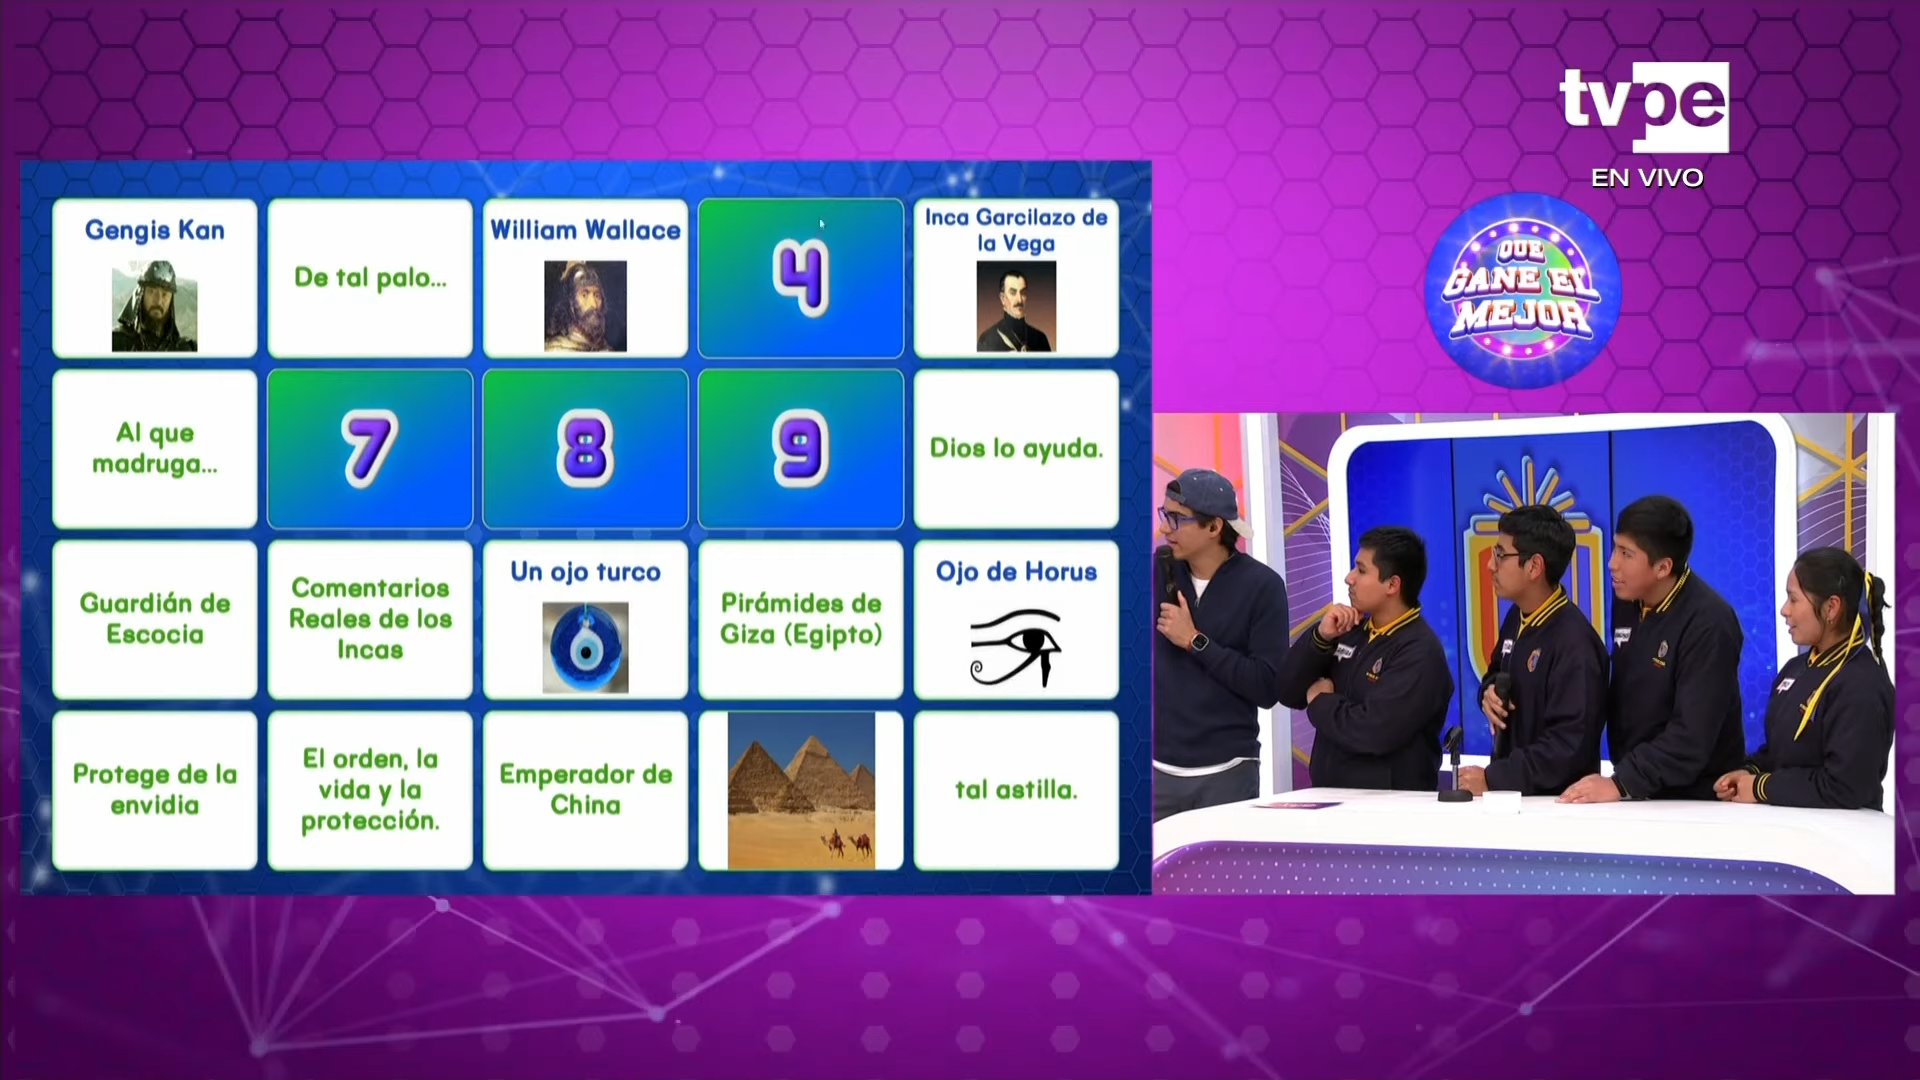 tvpe
EN VIVO
QUE
GANE EL
MEJOR
Gengis Kan
De tal palo...
William Wallace
4
Inca Garcilazo de
la Vega
Al que
madruga...
7
8
9
Dios lo ayuda.
Guardián de
Escocia
Comentarios
Reales de los
Incas
Un ojo turco
Pirámides de
Giza (Egipto)
Ojo de Horus
Protege de la
envidia
El orden, la
vida y la
protección.
Emperador de
China
tal astilla.